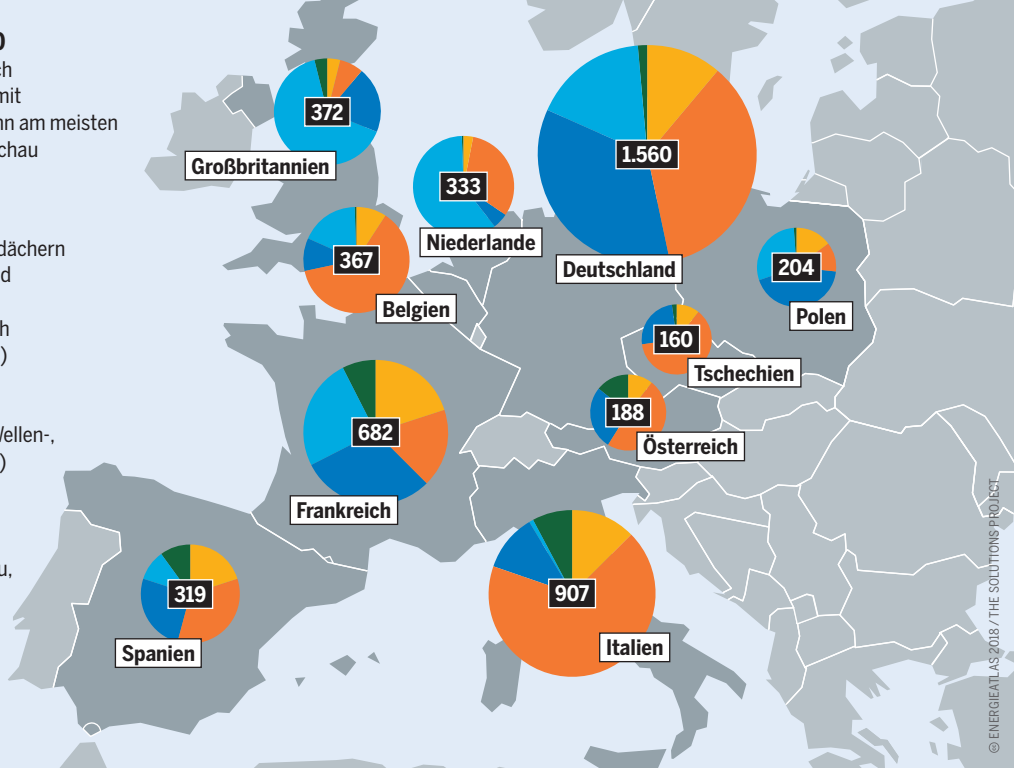 0
ch
mit
nn am meisten
chau
dächern
d
h
)
Wellen-,
)
u,
372
Großbritannien
333
Niederlande
1.560
Deutschland
367
Belgien
204
Polen
160
Tschechien
188
Österreich
682
Frankreich
907
Italien
319
Spanien
© ENERGIEATLAS 2018 / THE SOLUTIONS PROJECT